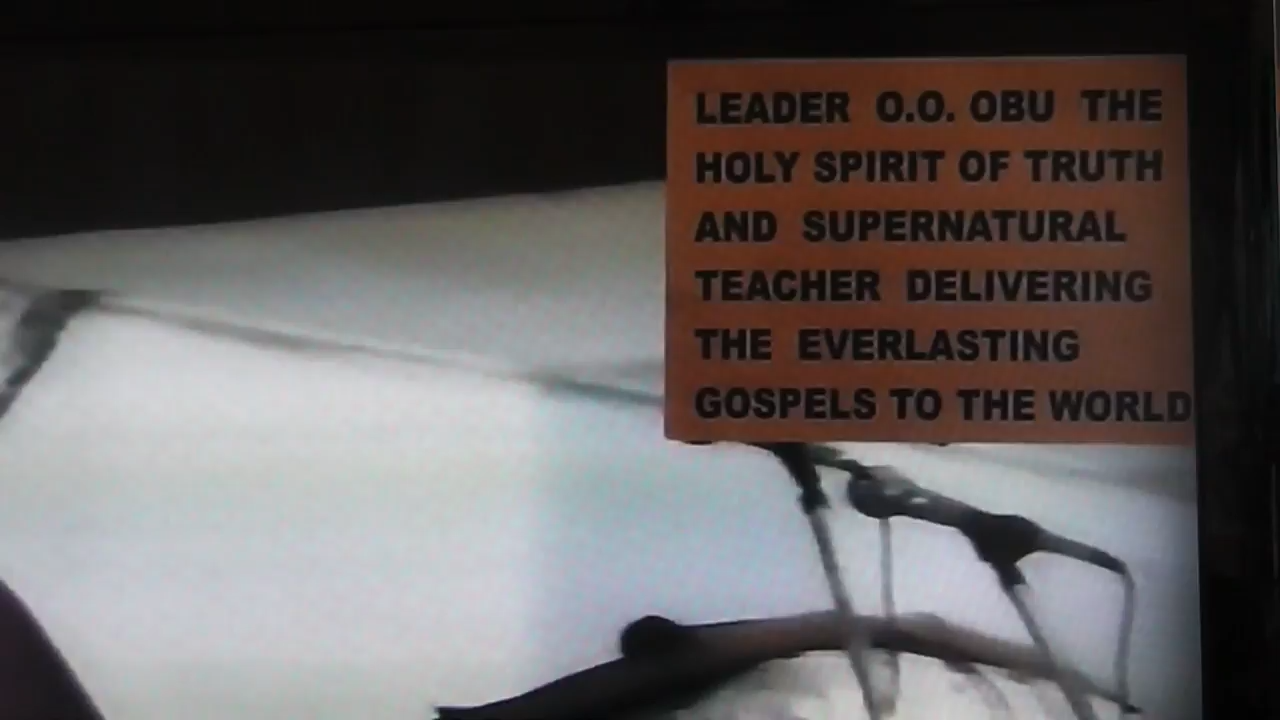 LEADER O.O. OBU THE
HOLY SPIRIT OF TRUTH
AND SUPERNATURAL
TEACHER DELIVERING
THE EVERLASTING
GOSPELS TO THE WORLD